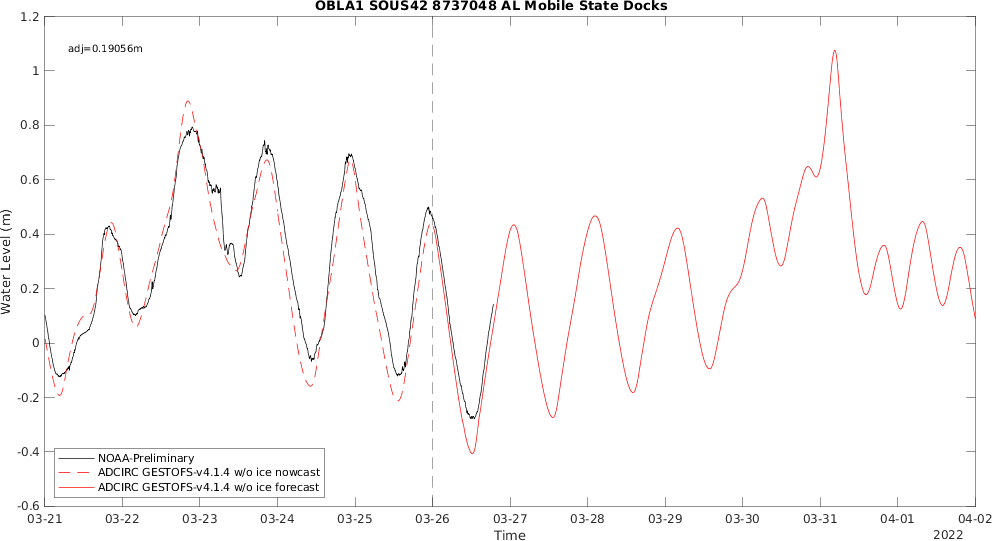 OBLA1 SOUS42 8737048 AL Mobile State Docks
adj=0.19056m
1.2
1
0.8
0.6
0.4
0.2
0
-0.2
-0.4
-0.6
Water Level (m)
NOAA-Preliminary
ADCIRC GESTOFS-v4.1.4 w/o ice nowcast
ADCIRC GESTOFS-v4.1.4 w/o ice forecast
03-21 03-22 03-23 03-24 03-25 03-26 03-27 03-28 03-29 03-30 03-31 04-01 04-02
Time
2022